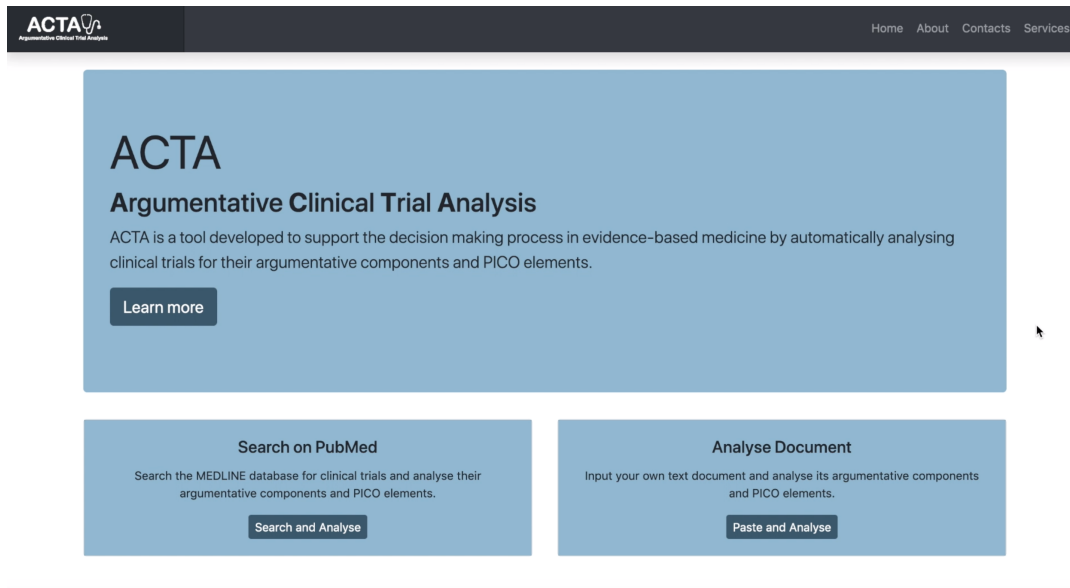 ACTA
Argumentative Clinical Trial Analysis
Home About Contacts Services
ACTA
Argumentative Clinical Trial Analysis
ACTA is a tool developed to support the decision making process in evidence-based medicine by automatically analysing
clinical trials for their argumentative components and PICO elements.
Learn more
Search on PubMed
Search the MEDLINE database for clinical trials and analyse their
argumentative components and PICO elements.
Search and Analyse
Analyse Document
Input your own text document and analyse its argumentative components
and PICO elements.
Paste and Analyse